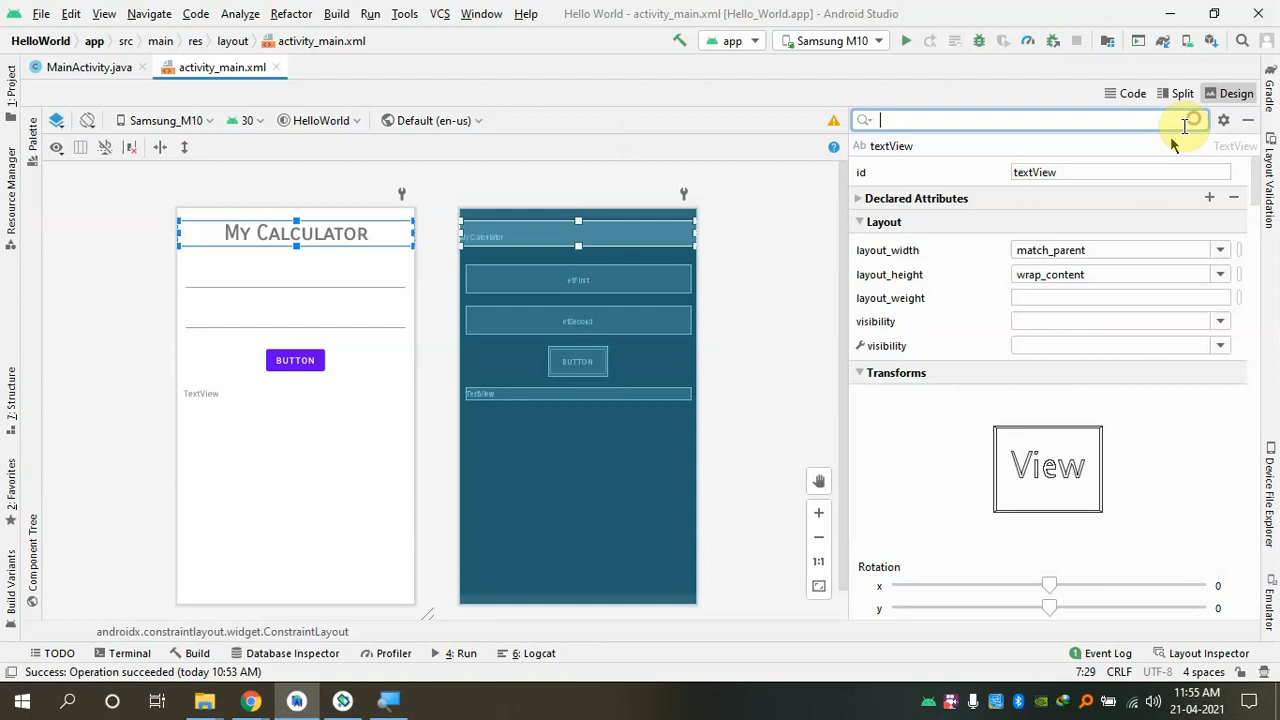 File Edit View Navigate Code Analyze Refactor Build Run Tools VCS Window Help Hello World - activity_main.xml [Hello_World.app] - Android Studio
HelloWorld app src main res layout activity_main.xml app Samsung M10
MainActivity.java activity_main.xml
Code Split Design
Samsung_M10 30 HelloWorld Default (en-us)
Ab textView TextView
id textView
Declared Attributes
Layout
layout_width match_parent
layout_height wrap_content
layout_weight
visibility
visibility
Transforms
View
Rotation
x 0
y 0
My Calculator
BUTTON
TextView
My Calculator
etFirst
etSecond
BUTTON
TextView
1:1
1: Project
Resource Manager
7: Structure
2: Favorites
Build Variants
Palette
Component Tree
Gradle
Layout Validation
Device File Explorer
Emulator
androidx.constraintlayout.widget.ConstraintLayout
TODO Terminal Build Database Inspector Profiler 4: Run 6: Logcat 1 Event Log Layout Inspector
Success: Operation succeeded (today 10:53 AM) 7:29 CRLF UTF-8 4 spaces
11:55 AM
21-04-2021